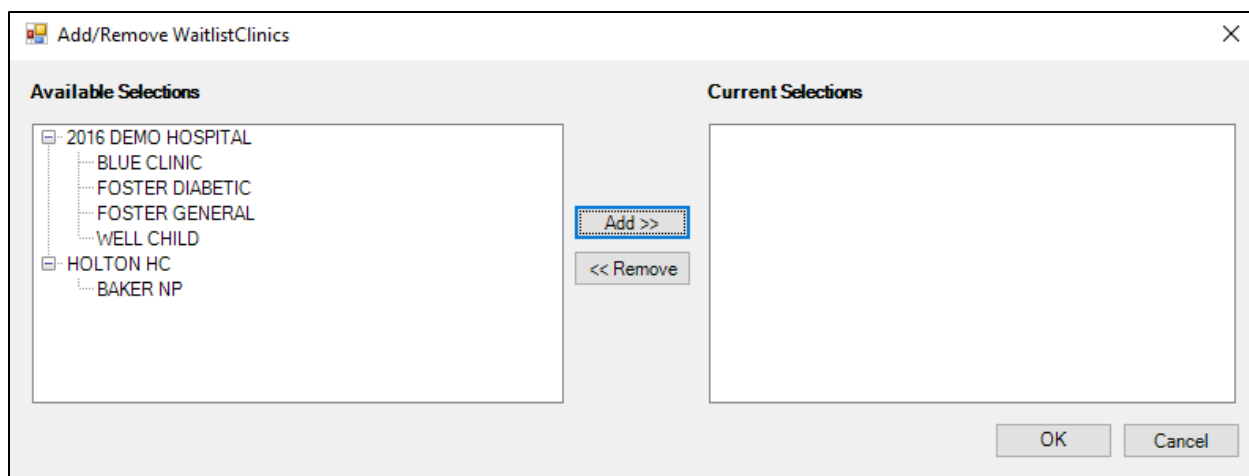 Add/Remove WaitlistClinics
Available Selections
Current Selections
2016 DEMO HOSPITAL
BLUE CLINIC
FOSTER DIABETIC
FOSTER GENERAL
WELL CHILD
HOLTON HC
BAKER NP
Add >>
<< Remove
OK
Cancel